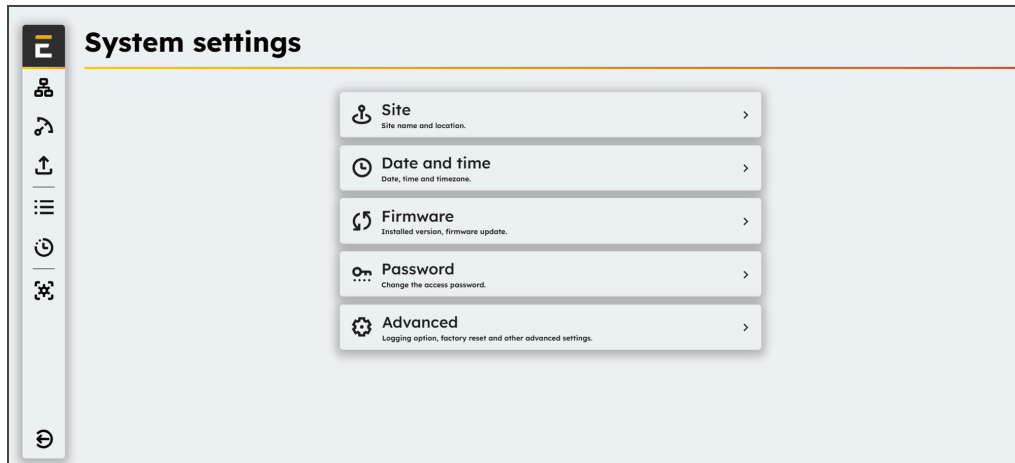 System settings
Site
Site name and location.
Date and time
Date, time and timezone.
Firmware
Installed version, firmware update.
Password
Change the access password.
Advanced
Logging option, factory reset and other advanced settings.